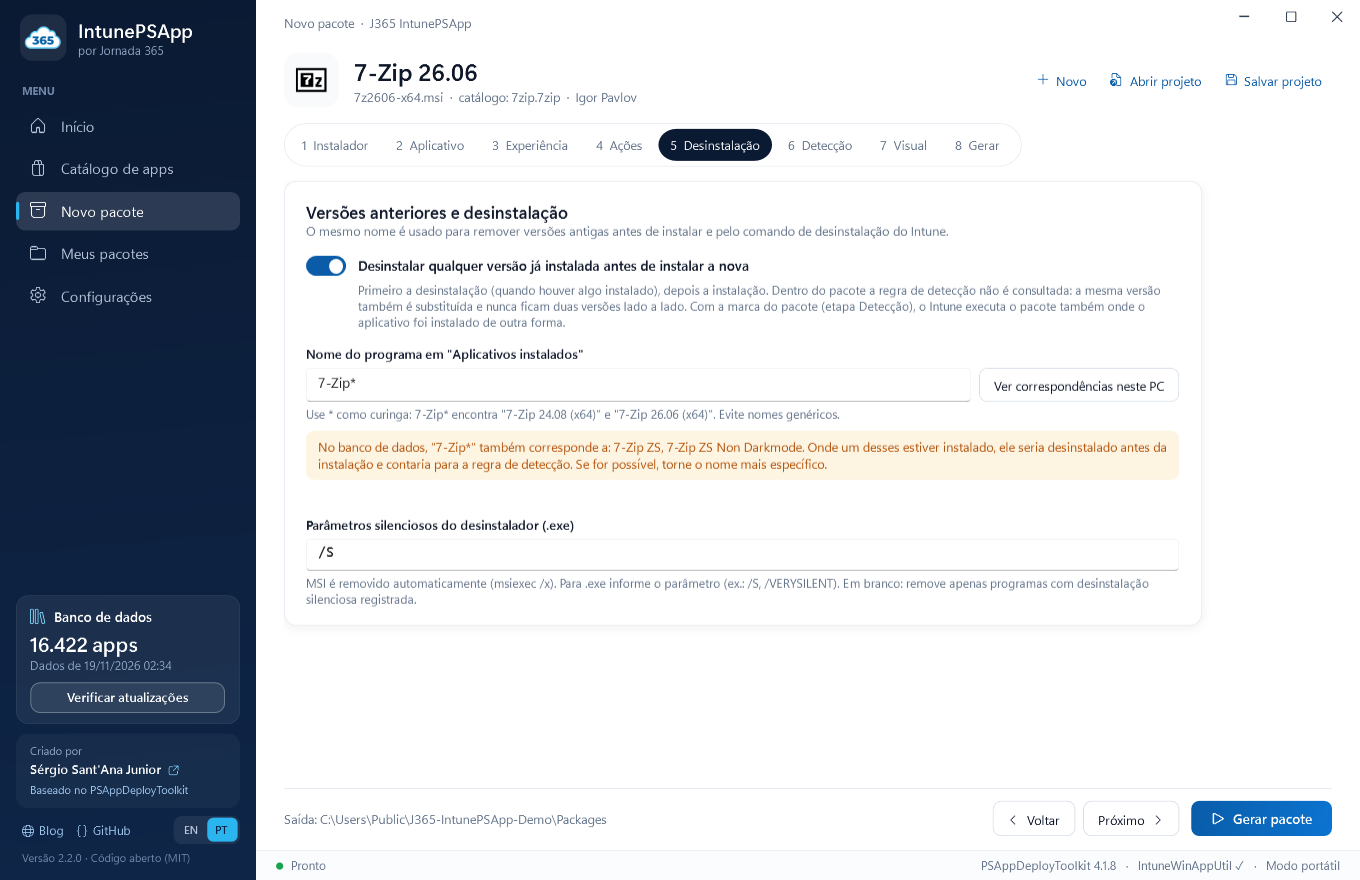 365
IntunePSApp
por Jornada 365
MENU
Início
Catálogo de apps
Novo pacote
Meus pacotes
Configurações
Banco de dados
16.422 apps
Dados de 19/11/2026 02:34
Verificar atualizações
Criado por
Sérgio Sant'Ana Junior
Baseado no PSAppDeployToolkit
Blog {} GitHub EN PT
Versão 2.2.0 · Código aberto (MIT)
Novo pacote · J365 IntunePSApp
7z
7-Zip 26.06
7z2606-x64.msi · catálogo: 7zip.7zip · Igor Pavlov
+ Novo Abrir projeto Salvar projeto
1 Instalador 2 Aplicativo 3 Experiência 4 Ações 5 Desinstalação 6 Detecção 7 Visual 8 Gerar
Versões anteriores e desinstalação
O mesmo nome é usado para remover versões antigas antes de instalar e pelo comando de desinstalação do Intune.
Desinstalar qualquer versão já instalada antes de instalar a nova
Primeiro a desinstalação (quando houver algo instalado), depois a instalação. Dentro do pacote a regra de detecção não é consultada: a mesma versão
também é substituída e nunca ficam duas versões lado a lado. Com a marca do pacote (etapa Detecção), o Intune executa o pacote também onde o
aplicativo foi instalado de outra forma.
Nome do programa em "Aplicativos instalados"
7-Zip*
Ver correspondências neste PC
Use * como curinga: 7-Zip* encontra "7-Zip 24.08 (x64)" e "7-Zip 26.06 (x64)". Evite nomes genéricos.
No banco de dados, "7-Zip*" também corresponde a: 7-Zip ZS, 7-Zip ZS Non Darkmode. Onde um desses estiver instalado, ele seria desinstalado antes da
instalação e contaria para a regra de detecção. Se for possível, torne o nome mais específico.
Parâmetros silenciosos do desinstalador (.exe)
/S
MSI é removido automaticamente (msiexec /x). Para .exe informe o parâmetro (ex.: /S, /VERYSILENT). Em branco: remove apenas programas com desinstalação
silenciosa registrada.
Saída: C:\Users\Public\J365-IntunePSApp-Demo\Packages
Voltar Próximo Gerar pacote
Pronto
PSAppDeployToolkit 4.1.8 · IntuneWinAppUtil ✓ · Modo portátil